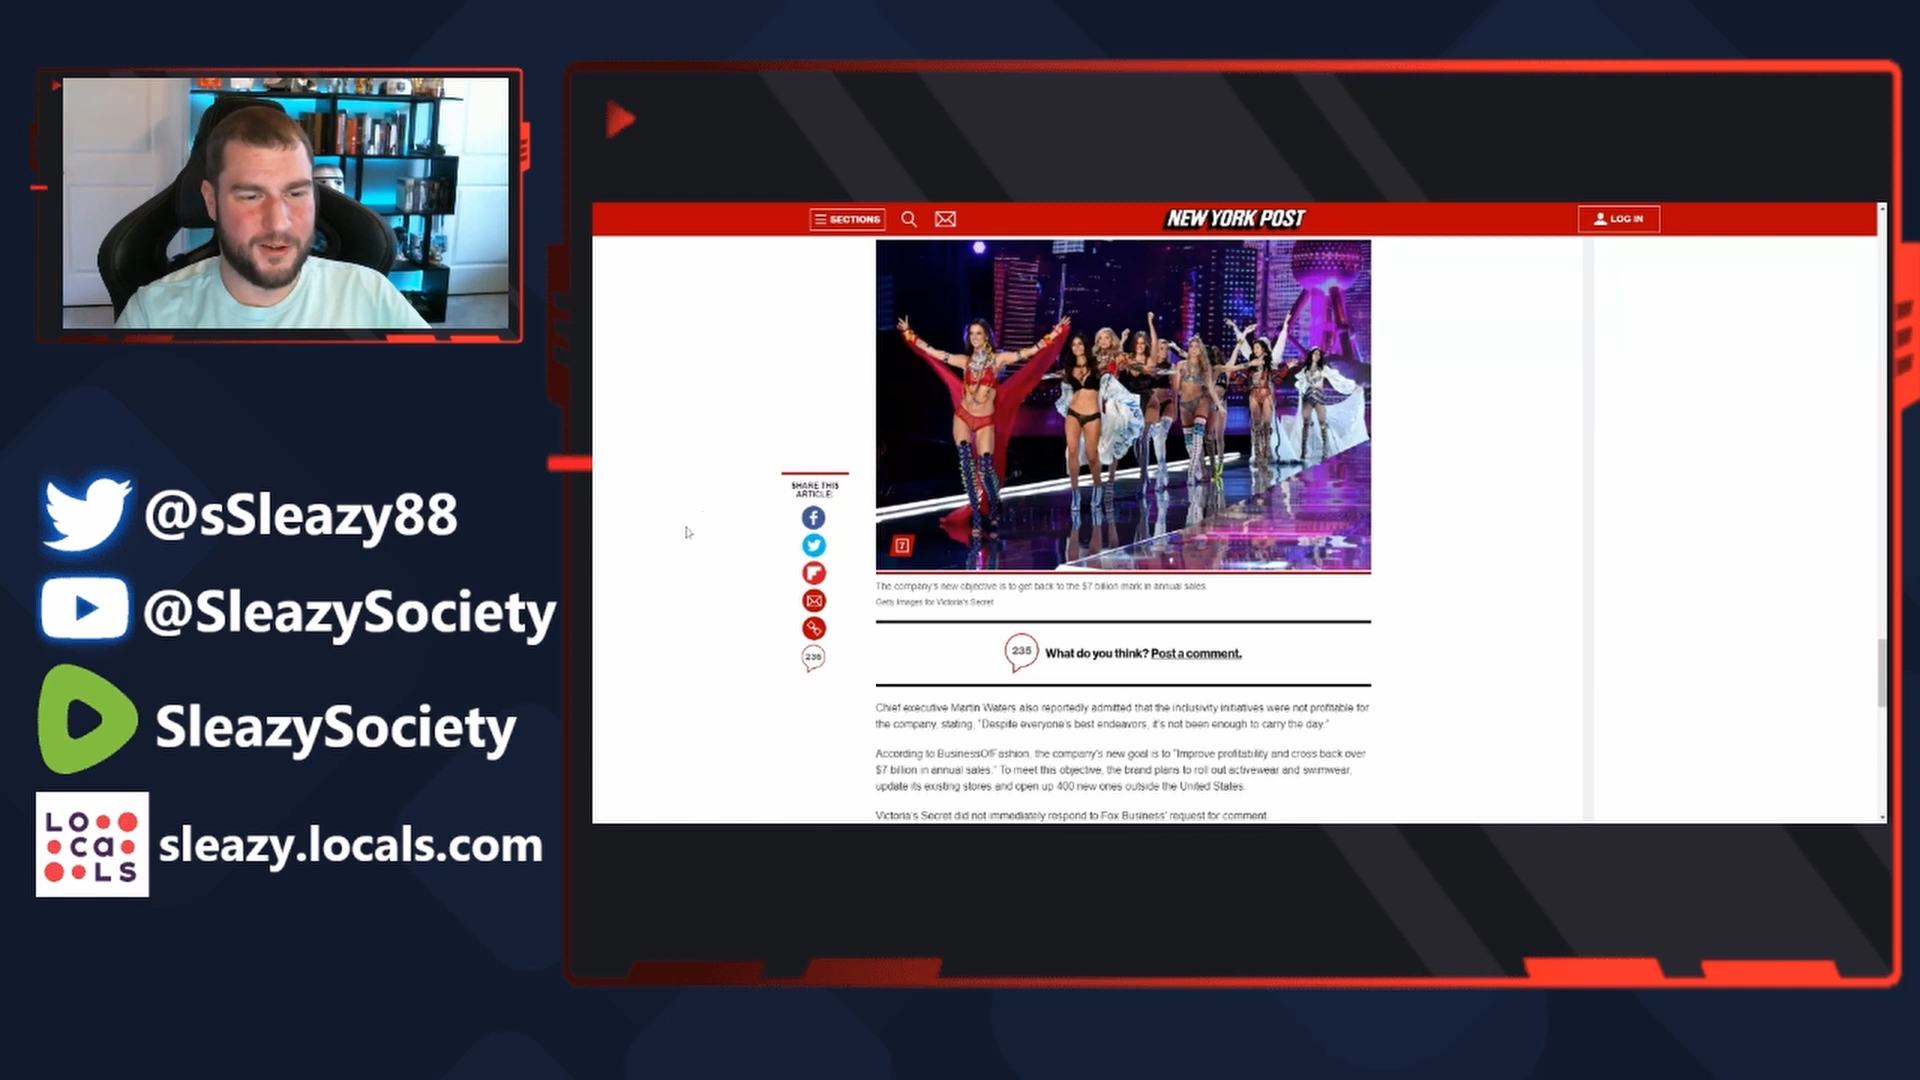 @sSleazy88
@SleazySociety
SleazySociety
LOcaLS
sleazy.locals.com
SECTIONS
NEW YORK POST
LOG IN
SHARE THIS
ARTICLE:
235
7
The company's new objective is to get back to the $7 billion mark in annual sales.
Getty Images for Victoria's Secret
235
What do you think? Post a comment.
Chief executive Martin Waters also reportedly admitted that the inclusivity initiatives were not profitable for
the company, stating, "Despite everyone's best endeavors, it's not been enough to carry the day."
According to BusinessOfFashion, the company's new goal is to "improve profitability and cross back over
$7 billion in annual sales." To meet this objective, the brand plans to roll out activewear and swimwear,
update its existing stores and open up 400 new ones outside the United States.
Victoria's Secret did not immediately respond to Fox Business' request for comment